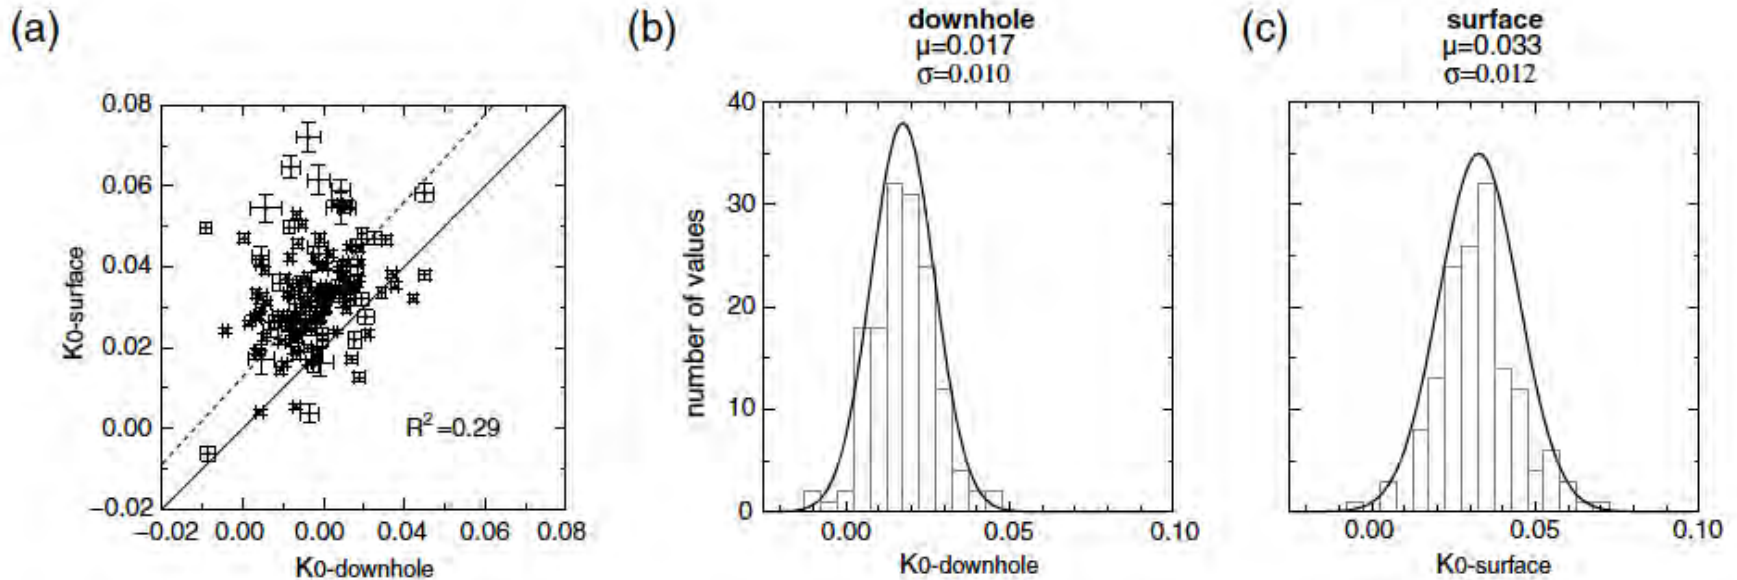 (a)
0.08
0.06
0.04
0.02
0.00
−0.02
K0-surface
R²=0.29
−0.02 0.00 0.02 0.04 0.06 0.08
K0-downhole
(b)
downhole
μ=0.017
σ=0.010
40
30
20
10
0
number of values
0.00 0.05 0.10
K0-downhole
(c)
surface
μ=0.033
σ=0.012
0.00 0.05 0.10
K0-surface